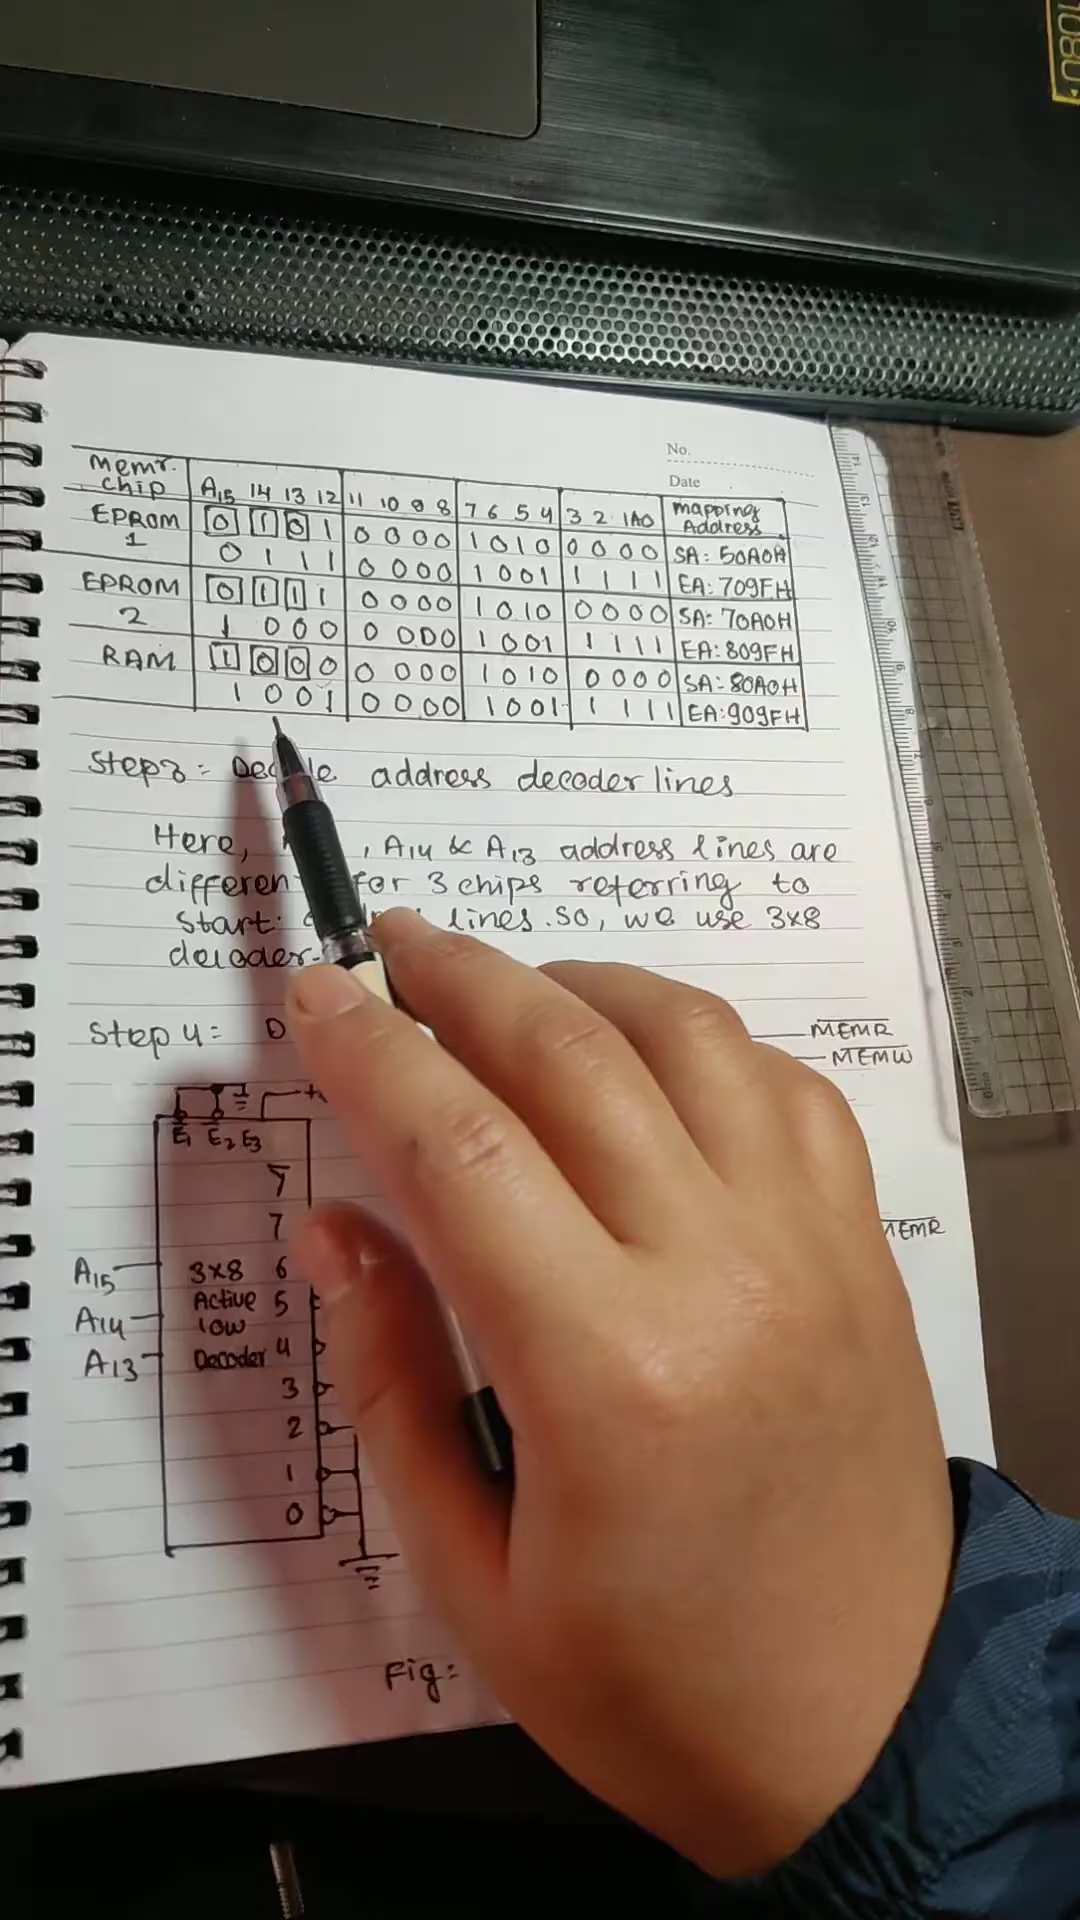 1080
No.
Date
Memr. Chip A15 14 13 12 11 10 9 8 7 6 5 4 3 2 1 A0 mapping Address
EPROM 1 0 1 0 1 0 0 0 0 1 0 1 0 0 0 0 0 SA: 50A0H
0 1 1 1 0 0 0 0 1 0 0 1 1 1 1 1 EA: 709FH
EPROM 2 0 1 1 1 0 0 0 0 1 0 1 0 0 0 0 0 SA: 70A0H
1 0 0 0 0 0 0 0 1 0 0 1 1 1 1 1 EA: 809FH
RAM 1 0 0 0 0 0 0 0 1 0 1 0 0 0 0 0 SA: 80A0H
1 0 0 1 0 0 0 0 1 0 0 1 1 1 1 1 EA: 909FH
Step3 = address decoder lines
Here, , A14 & A13 address lines are
for 3 chips referring to
start lines. so, we use 3x8
decoder.
Step 4 =
MEMR
MEMW
E1 E2 E3
Y
7
MEMR
A15 3x8 6
Active 5
A14 low
A13 Decoder 4
3
2
1
0
Fig: